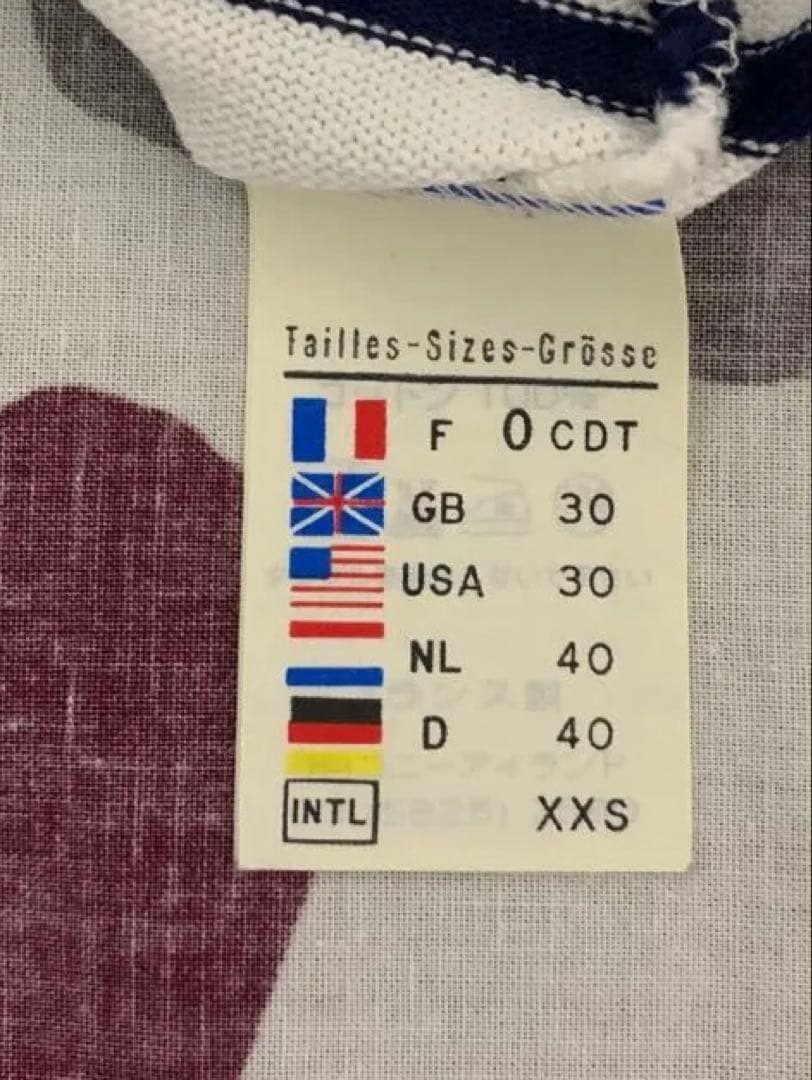 Tailles-Sizes-Grösse
F 0 CDT
GB 30
USA 30
NL 40
D 40
INTL XXS